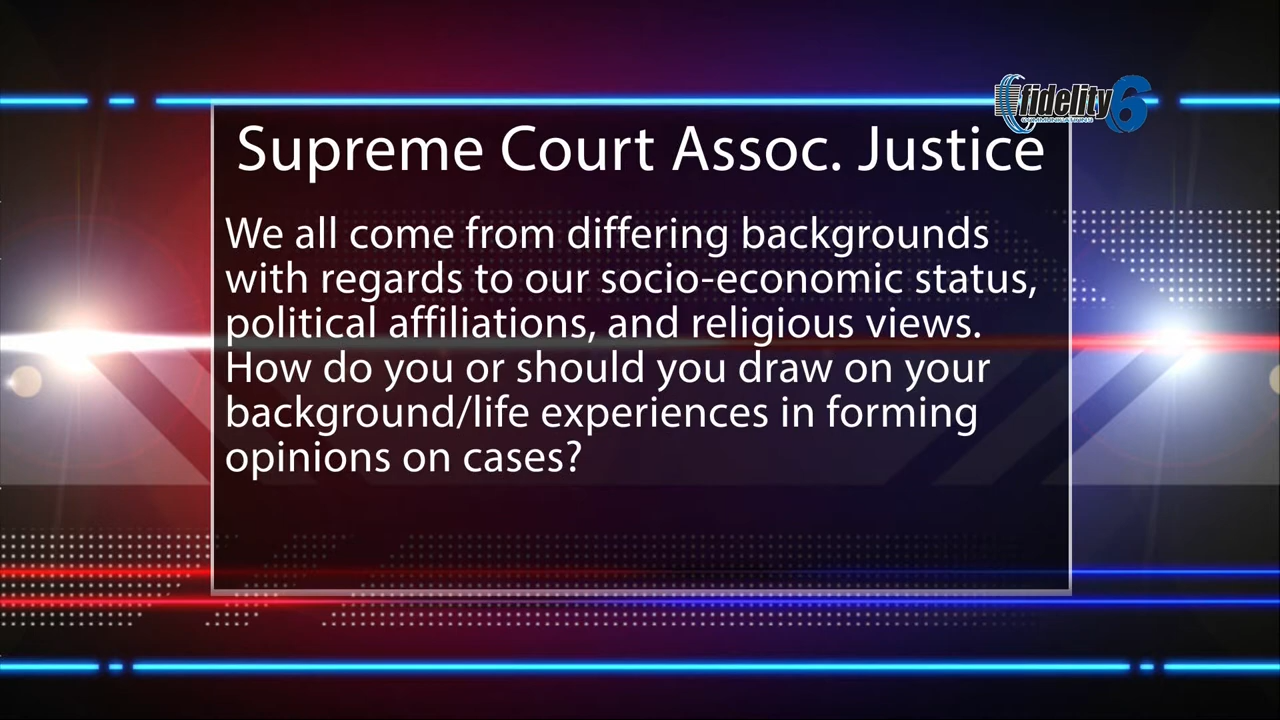 fidelity6
COMMUNICATIONS
Supreme Court Assoc. Justice
We all come from differing backgrounds
with regards to our socio-economic status,
political affiliations, and religious views.
How do you or should you draw on your
background/life experiences in forming
opinions on cases?